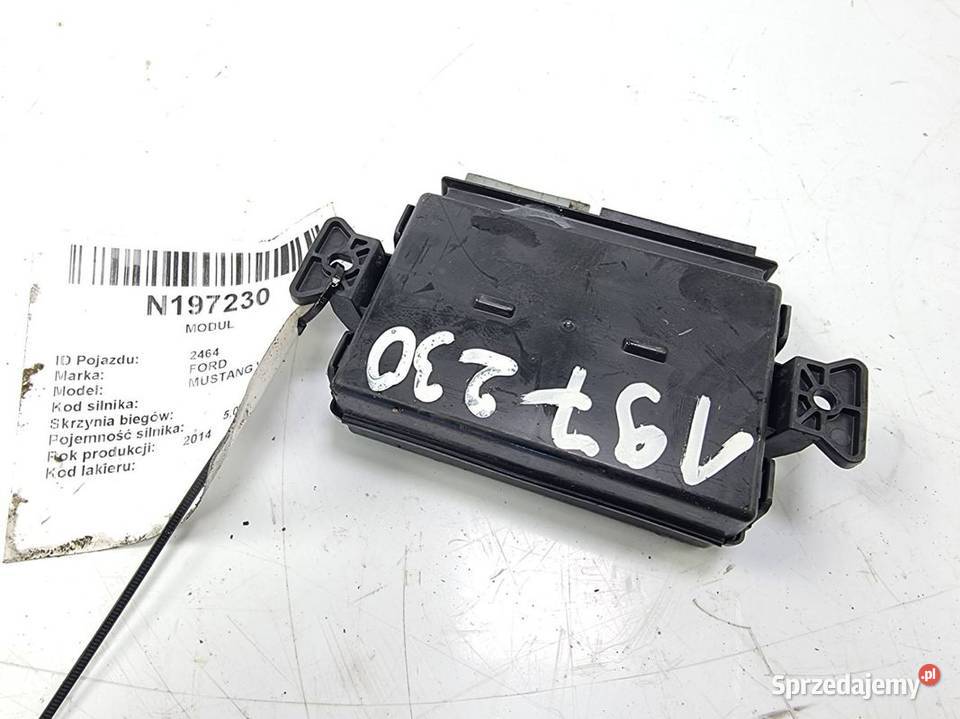 N197230
MODUL
ID Pojazdu: 2464
Marka: FORD
Model: MUSTANG
Kod silnika:
Skrzynia biegów:
Pojemność silnika: 5.0
Rok produkcji: 2014
Kod lakieru:
197230
Sprzedajemy.pl